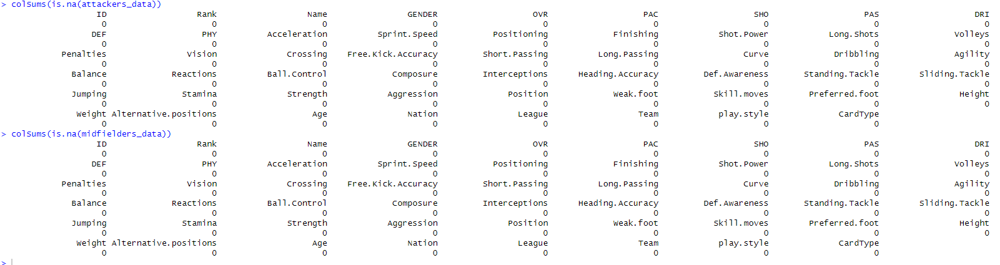 > colSums(is.na(attackers_data))
ID Rank Name GENDER OVR PAC SHO PAS DRI
0 0 0 0 0 0 0 0 0
DEF PHY Acceleration Sprint.Speed Positioning Finishing Shot.Power Long.Shots Volleys
0 0 0 0 0 0 0 0 0
Penalties Vision Crossing Free.Kick.Accuracy Short.Passing Long.Passing Curve Dribbling Agility
0 0 0 0 0 0 0 0 0
Balance Reactions Ball.Control Composure Interceptions Heading.Accuracy Def.Awareness Standing.Tackle Sliding.Tackle
0 0 0 0 0 0 0 0 0
Jumping Stamina Strength Aggression Position Weak.foot Skill.moves Preferred.foot Height
0 0 0 0 0 0 0 0 0
Weight Alternative.positions Age Nation League Team play.style CardType
0 0 0 0 0 0 0 0
> colSums(is.na(midfielders_data))
ID Rank Name GENDER OVR PAC SHO PAS DRI
0 0 0 0 0 0 0 0 0
DEF PHY Acceleration Sprint.Speed Positioning Finishing Shot.Power Long.Shots Volleys
0 0 0 0 0 0 0 0 0
Penalties Vision Crossing Free.Kick.Accuracy Short.Passing Long.Passing Curve Dribbling Agility
0 0 0 0 0 0 0 0 0
Balance Reactions Ball.Control Composure Interceptions Heading.Accuracy Def.Awareness Standing.Tackle Sliding.Tackle
0 0 0 0 0 0 0 0 0
Jumping Stamina Strength Aggression Position Weak.foot Skill.moves Preferred.foot Height
0 0 0 0 0 0 0 0 0
Weight Alternative.positions Age Nation League Team play.style CardType
0 0 0 0 0 0 0 0
>